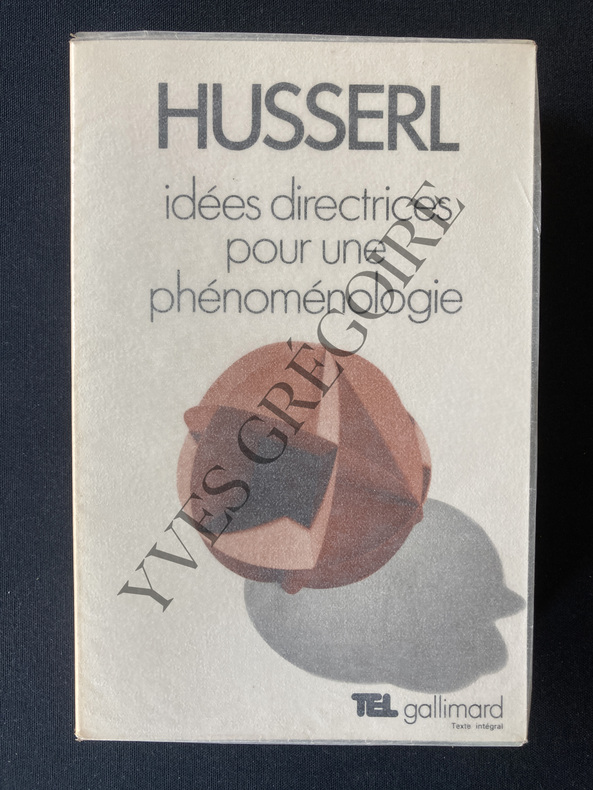 HUSSERL
idées directrices
pour une
phénoménologie
YVES GRÉGOIRE
TEL gallimard
Texte intégral